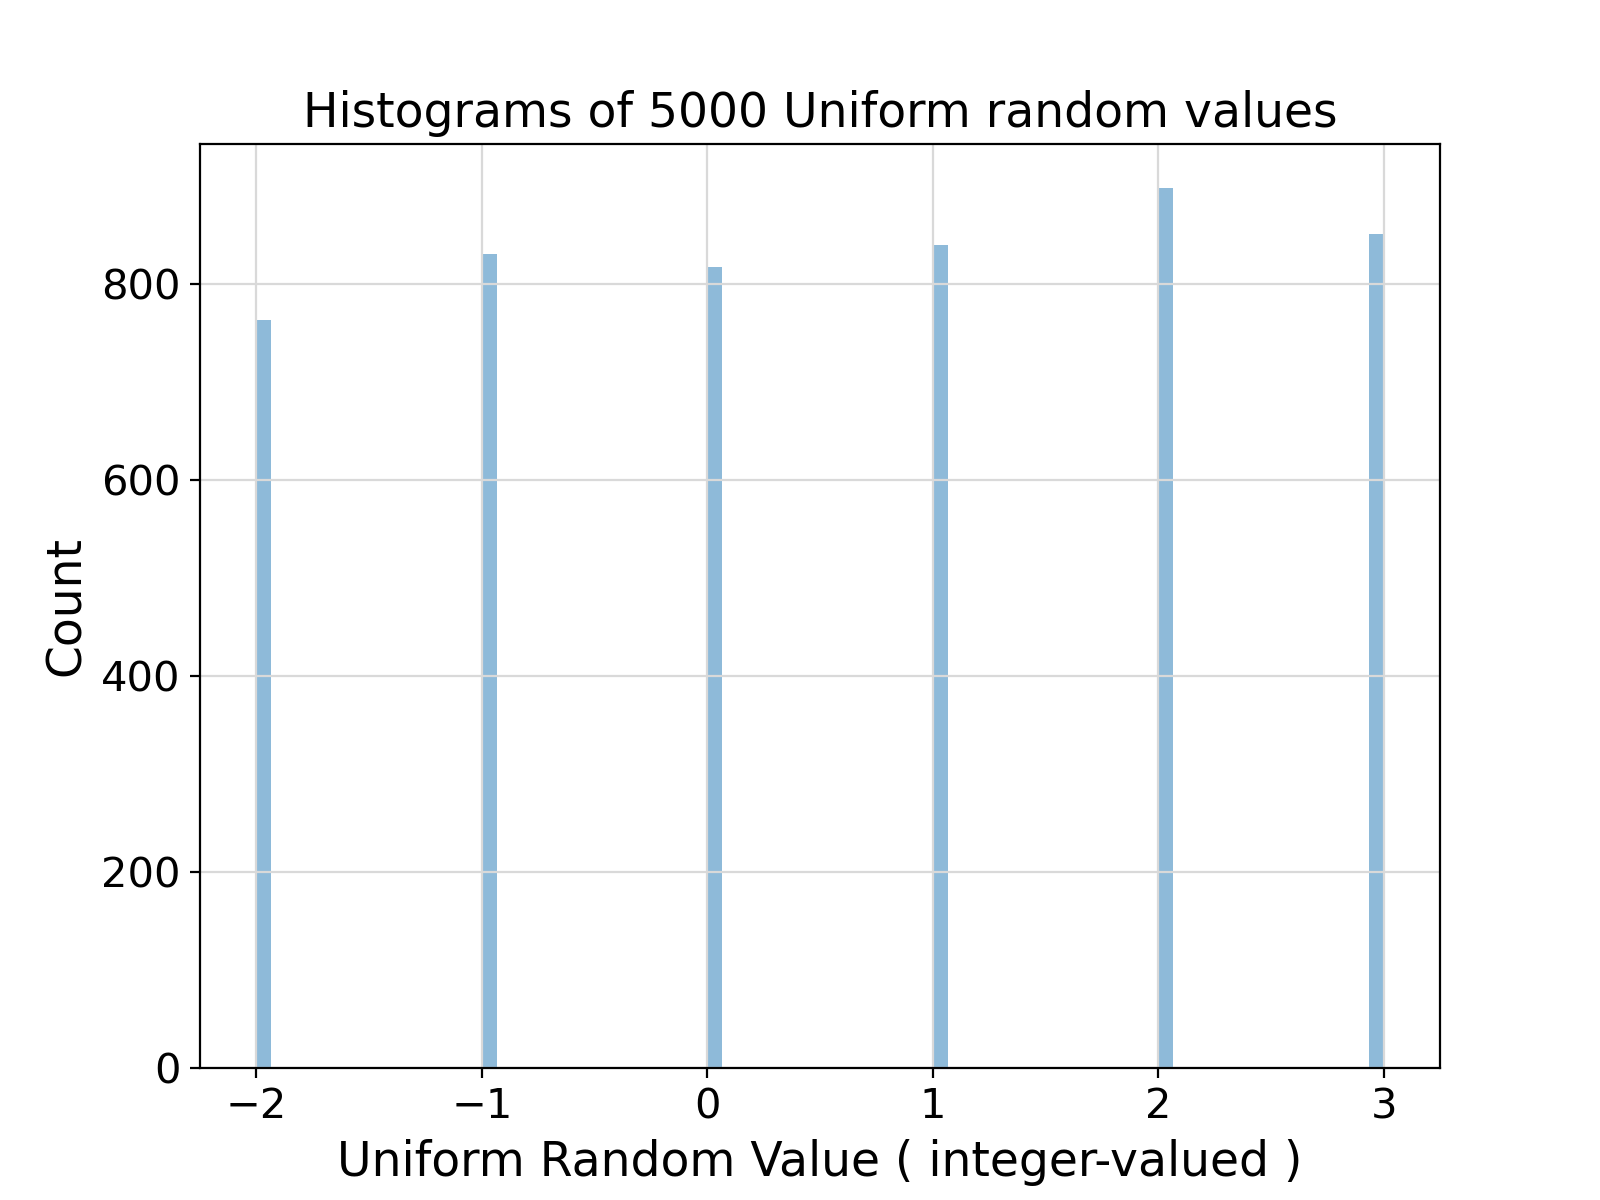 Histograms of 5000 Uniform random values
800
600
400
200
0
Count
−2 −1 0 1 2 3
Uniform Random Value ( integer-valued )